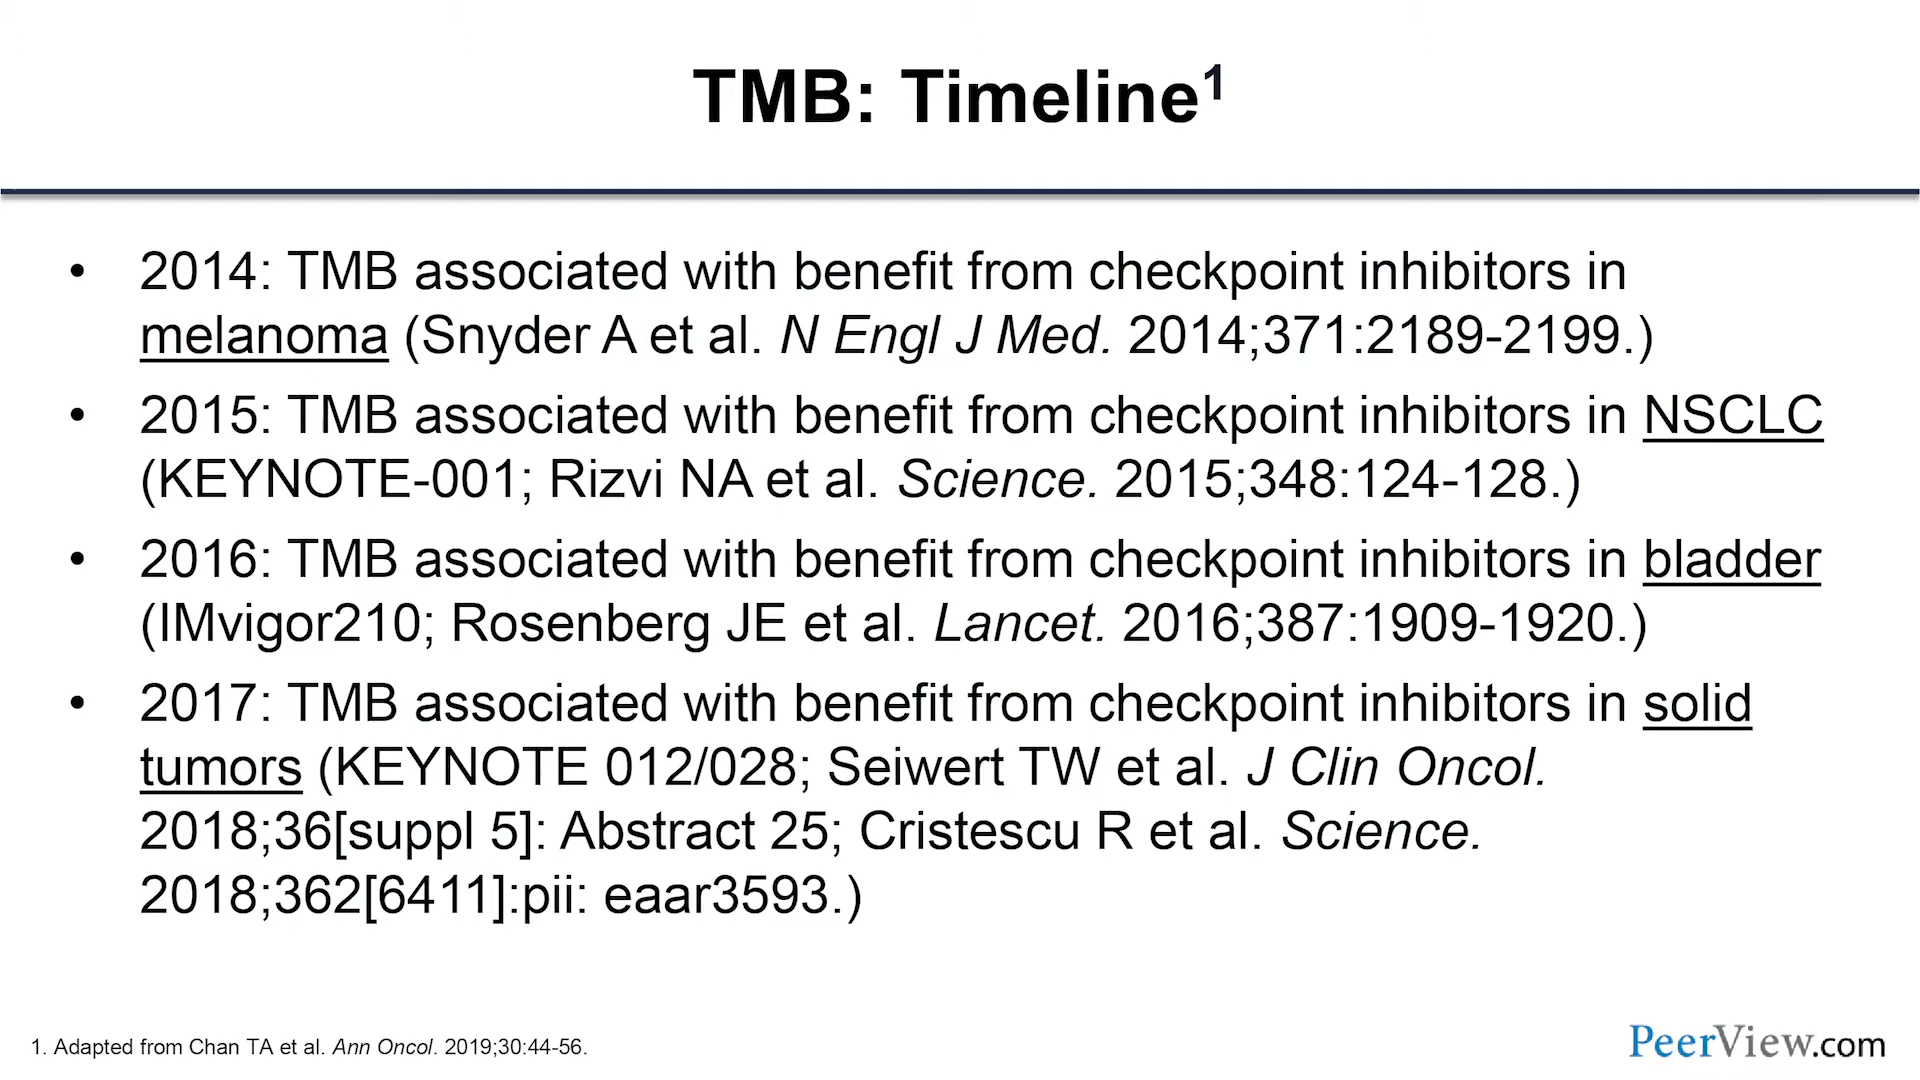 TMB: Timeline¹
• 2014: TMB associated with benefit from checkpoint inhibitors in
melanoma (Snyder A et al. N Engl J Med. 2014;371:2189-2199.)
• 2015: TMB associated with benefit from checkpoint inhibitors in NSCLC
(KEYNOTE-001; Rizvi NA et al. Science. 2015;348:124-128.)
• 2016: TMB associated with benefit from checkpoint inhibitors in bladder
(IMvigor210; Rosenberg JE et al. Lancet. 2016;387:1909-1920.)
• 2017: TMB associated with benefit from checkpoint inhibitors in solid
tumors (KEYNOTE 012/028; Seiwert TW et al. J Clin Oncol.
2018;36[suppl 5]: Abstract 25; Cristescu R et al. Science.
2018;362[6411]:pii: eaar3593.)
1. Adapted from Chan TA et al. Ann Oncol. 2019;30:44-56.
PeerView.com